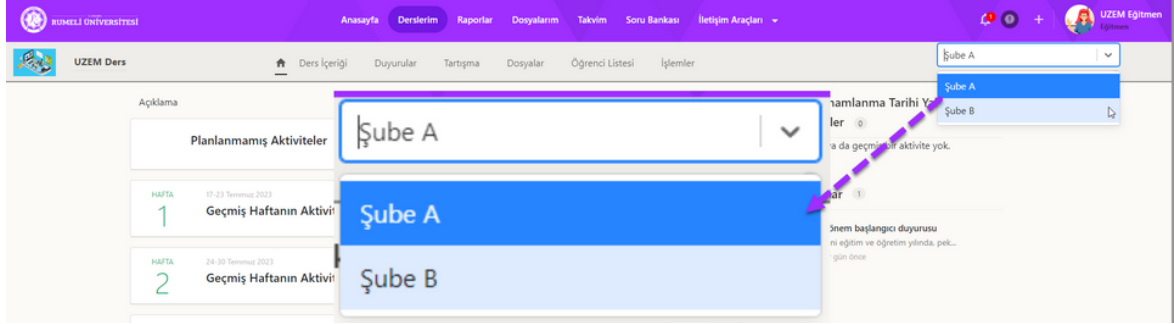 RUMELİ ÜNİVERSİTESİ
Anasayfa Derslerim Raporlar Dosyalarım Takvim Soru Bankası İletişim Araçları
UZEM Eğitmen
Eğitmen
UZEM Ders
Ders İçeriği Duyurular Tartışma Dosyalar Öğrenci Listesi İşlemler
Şube A
Şube A
Şube B
Açıklama
Planlanmamış Aktiviteler
HAFTA
1
17-23 Temmuz 2023
Geçmiş Haftanın Aktivit
HAFTA
2
24-30 Temmuz 2023
Geçmiş Haftanın Aktivit
Şube A
Şube A
Şube B
namlanma Tarihi Ya
ler 0
a da geçmiş bir aktivite yok.
ar 1
önem başlangıcı duyurusu
ni eğitim ve öğretim yılında, pek...
gün önce